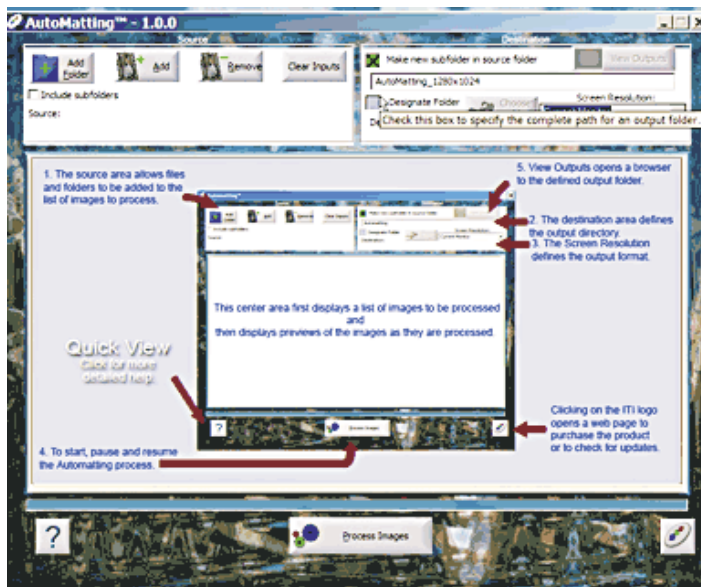 AutoMatting™ - 1.0.0
Source
Destination
Add
Folder
Add
Remove
Clear Inputs
Make new subfolder in source folder
View Outputs
AutoMatting_1280x1024
Include subfolders
Designate Folder
Choose
Screen Resolution:
Source:
Check this box to specify the complete path for an output folder.
1. The source area allows files
and folders to be added to the
list of images to process.
5. View Outputs opens a browser
to the defined output folder.
2. The destination area defines
the output directory.
3. The Screen Resolution
defines the output format.
This center area first displays a list of images to be processed
and
then displays previews of the images as they are processed.
Quick View
Click for more
detailed help.
?
Process Images
4. To start, pause and resume
the Automatting process.
Clicking on the ITI logo
opens a web page to
purchase the product
or to check for updates.
?
Process Images